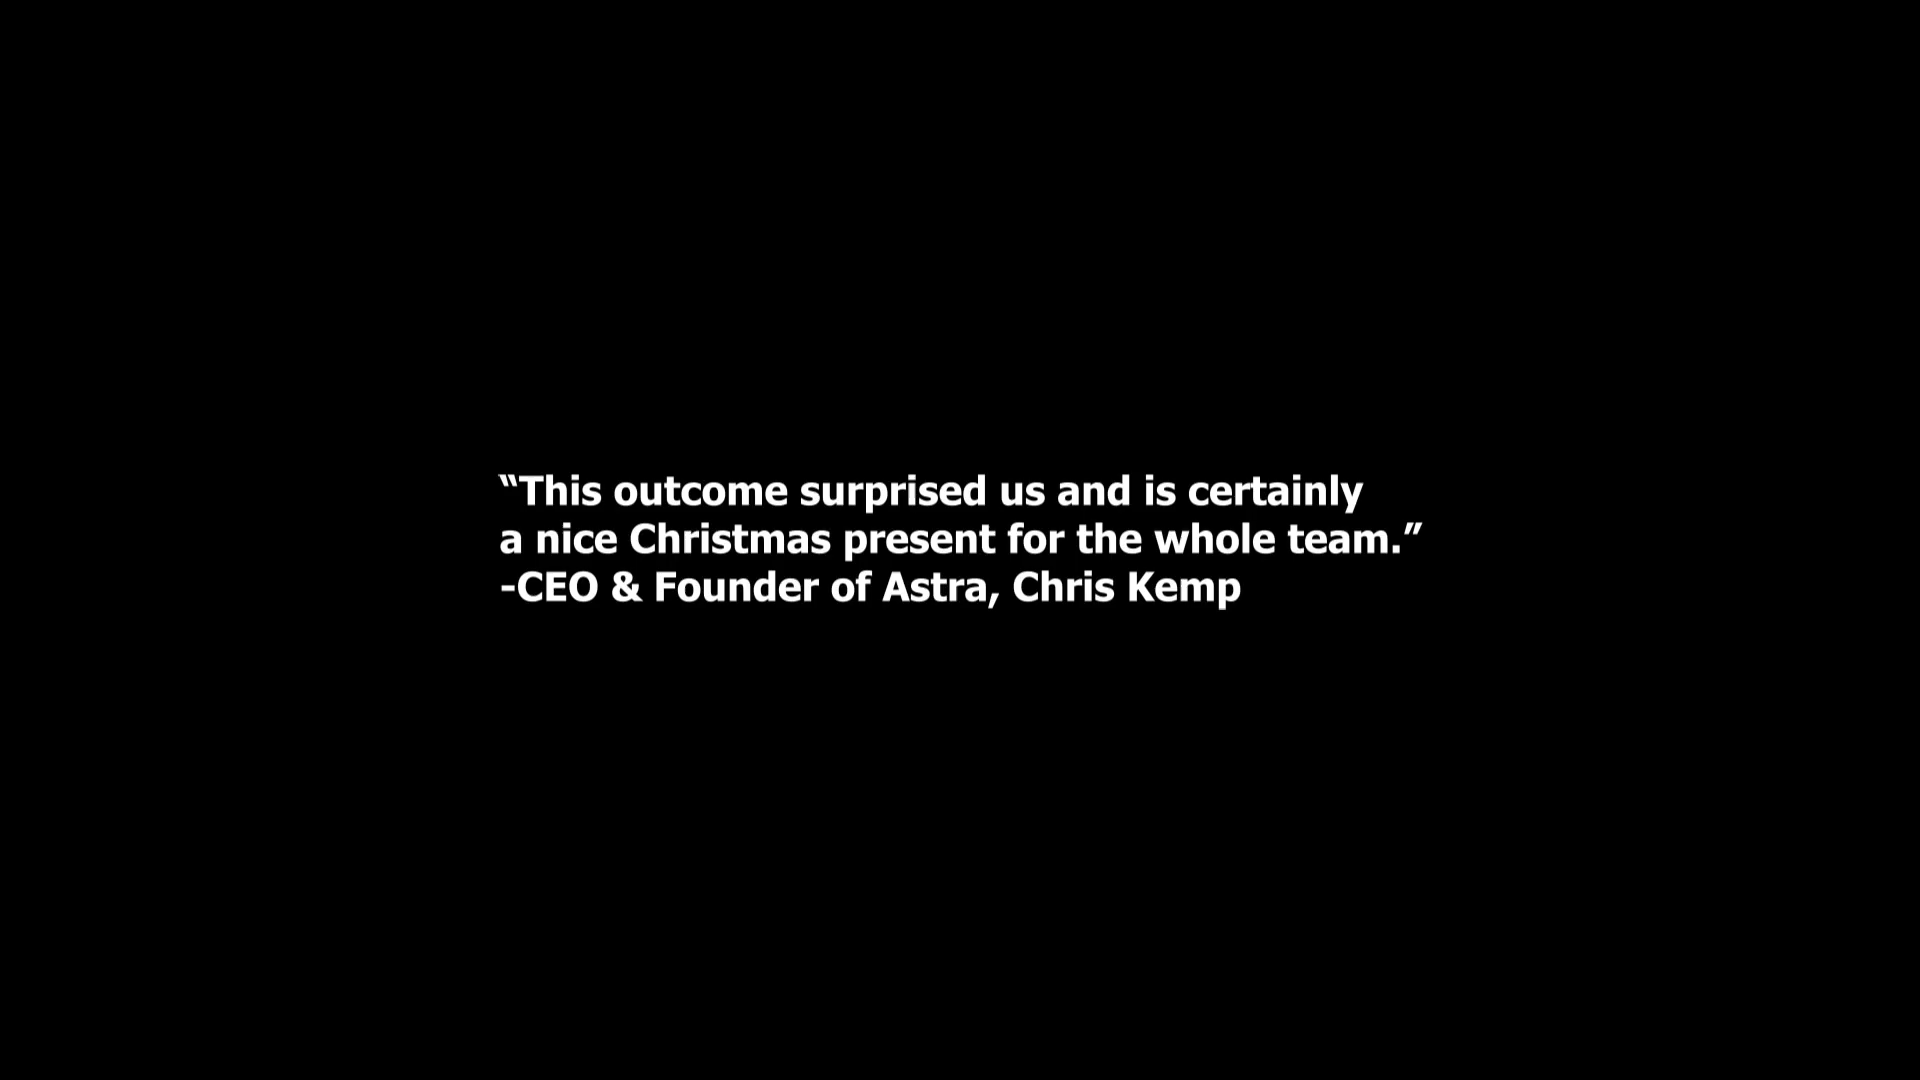 “This outcome surprised us and is certainly
a nice Christmas present for the whole team.”
-CEO & Founder of Astra, Chris Kemp